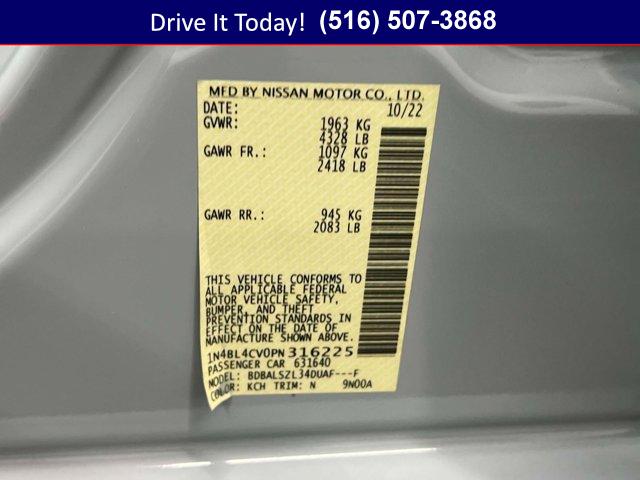 Drive It Today! (516) 507-3868
MFD BY NISSAN MOTOR CO., LTD.
DATE: 10/22
GVWR: 1963 KG
4328 LB
GAWR FR.: 1097 KG
2418 LB
GAWR RR.: 945 KG
2083 LB
THIS VEHICLE CONFORMS TO
ALL APPLICABLE FEDERAL
MOTOR VEHICLE SAFETY,
BUMPER, AND THEFT
PREVENTION STANDARDS IN
EFFECT ON THE DATE OF
MANUFACTURE SHOWN ABOVE.
1N4BL4CV0PN316225
PASSENGER CAR 631640
MODEL: BDBALSZL34DUAF---F
COLOR: KCH TRIM: N 9N00A